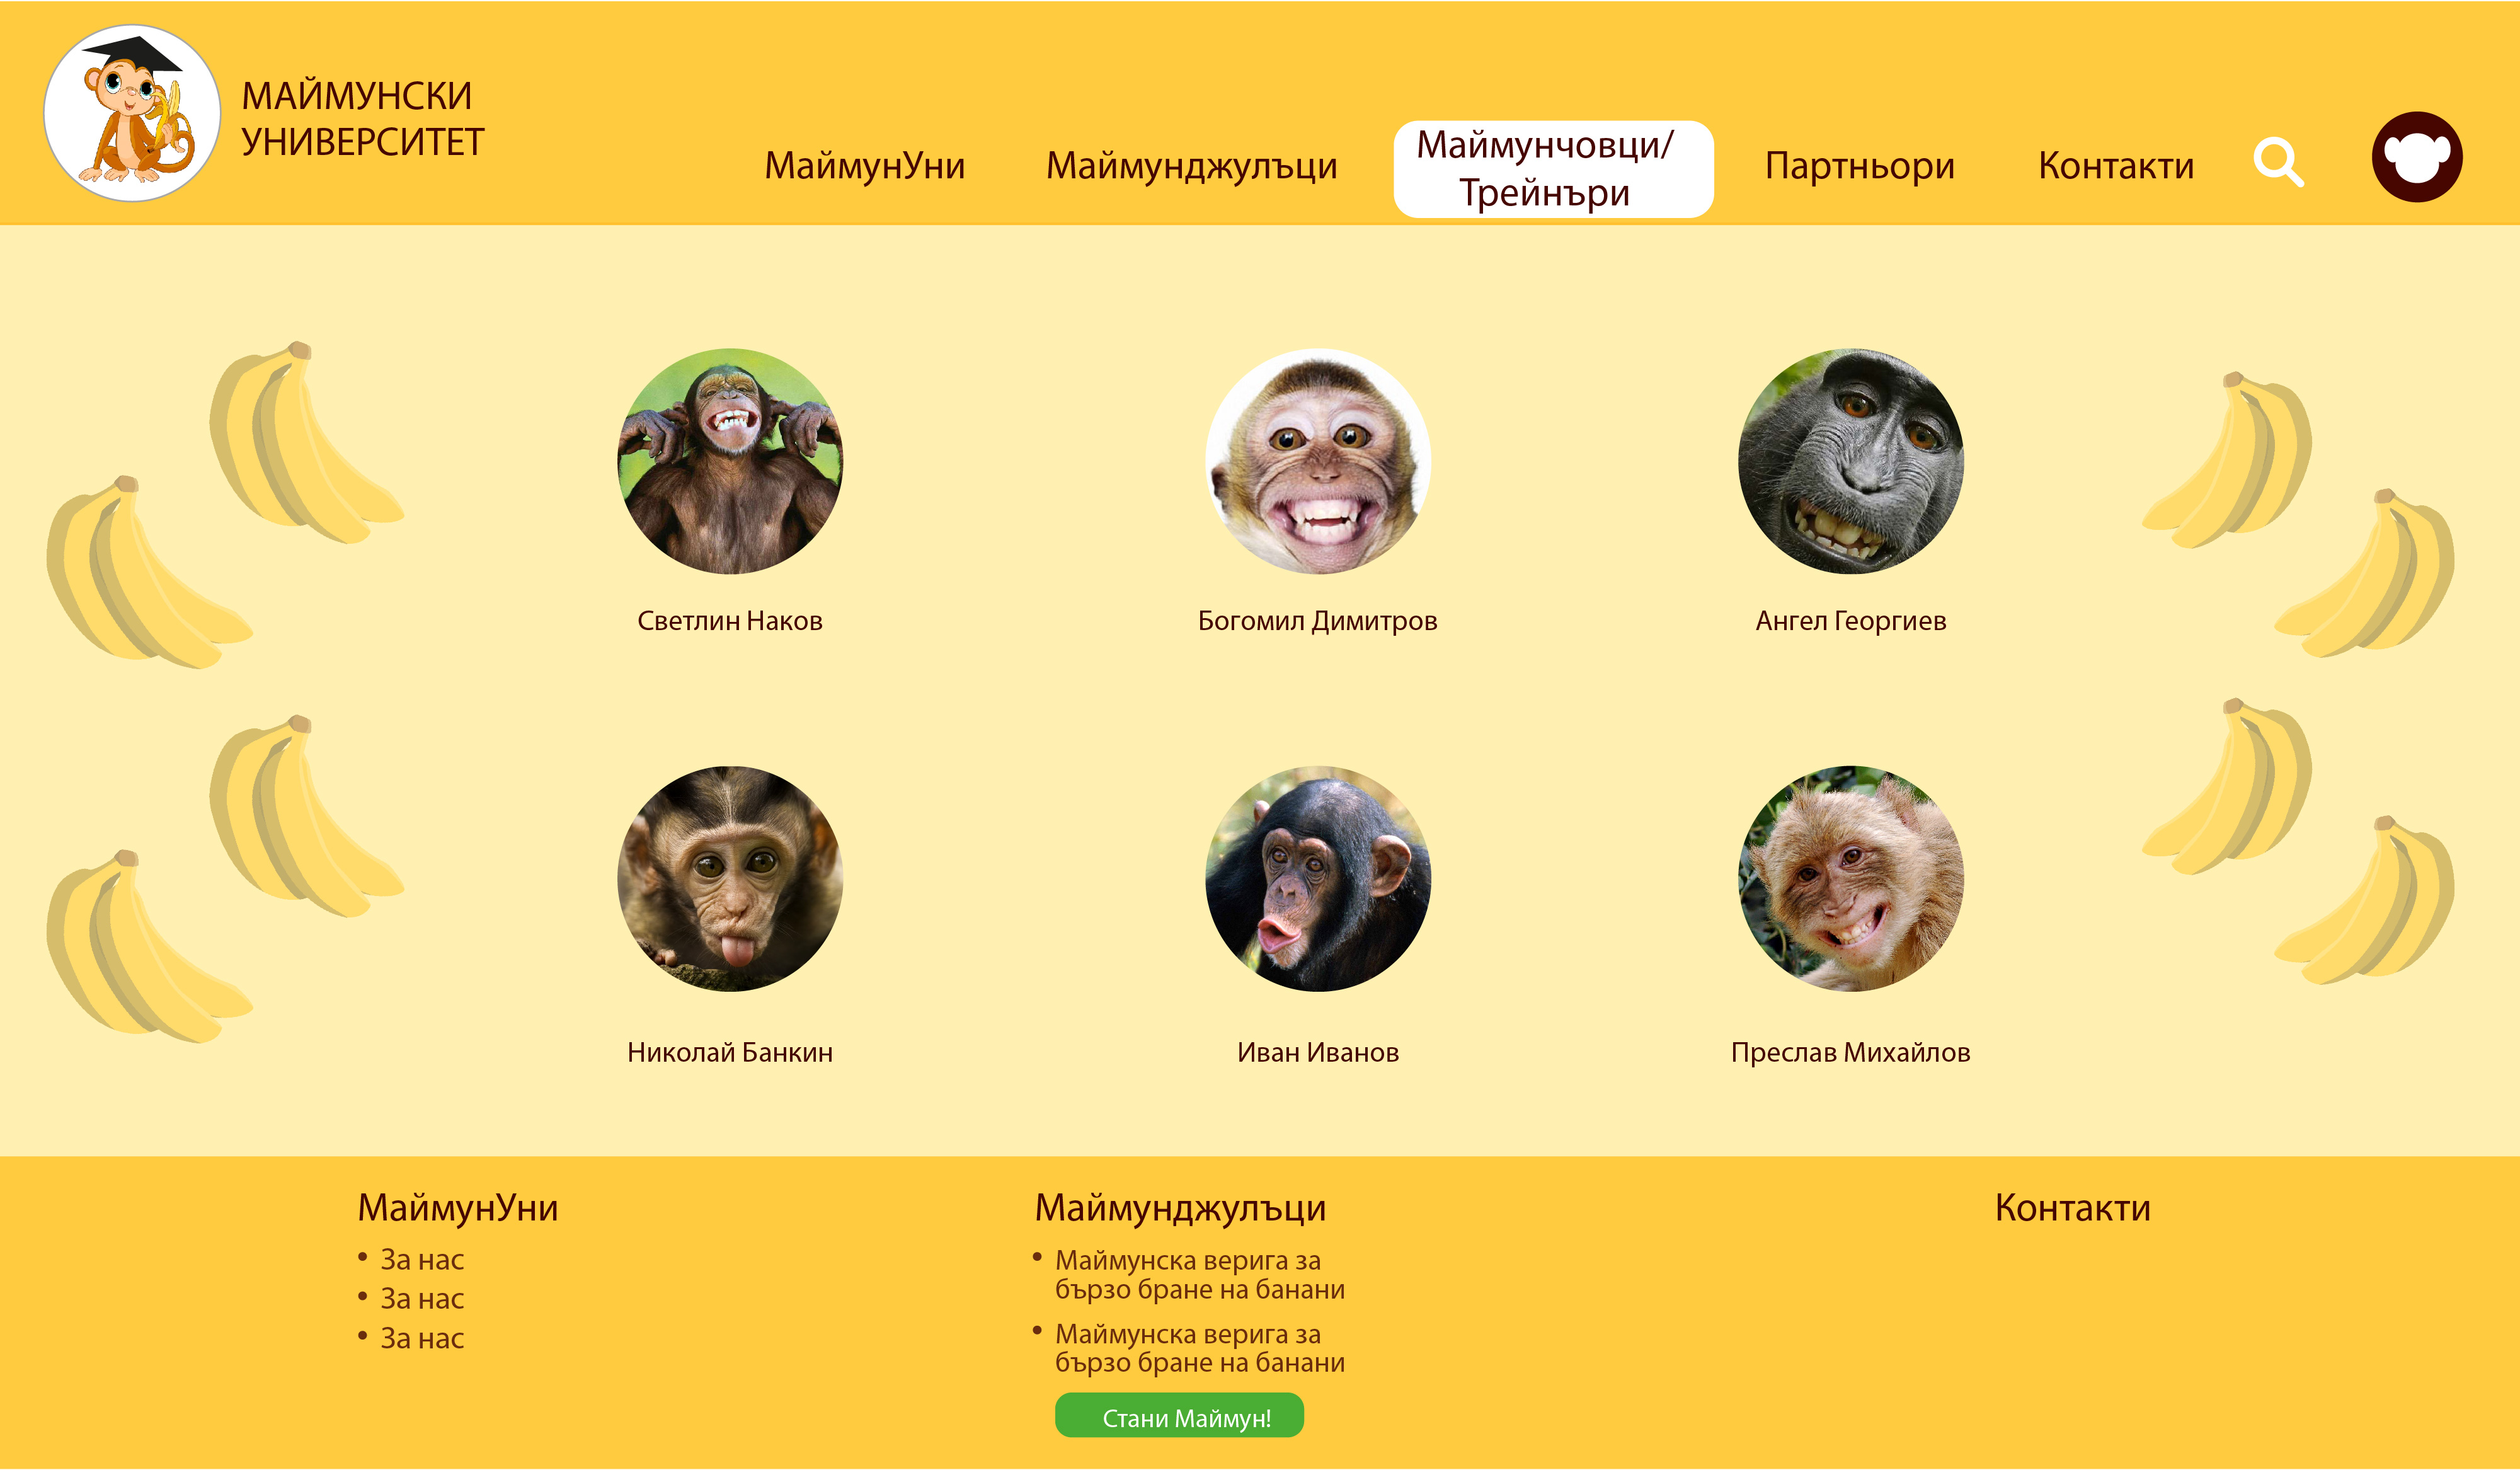 МАЙМУНСКИ
УНИВЕРСИТЕТ
МаймунУни
Маймунджулъци
Маймунчовци/
Трейнъри
Партньори
Контакти
Светлин Наков
Богомил Димитров
Ангел Георгиев
Николай Банкин
Иван Иванов
Преслав Михайлов
МаймунУни
• За нас
• За нас
• За нас
Маймунджулъци
• Маймунска верига за
бързо бране на банани
• Маймунска верига за
бързо бране на банани
Стани Маймун!
Контакти